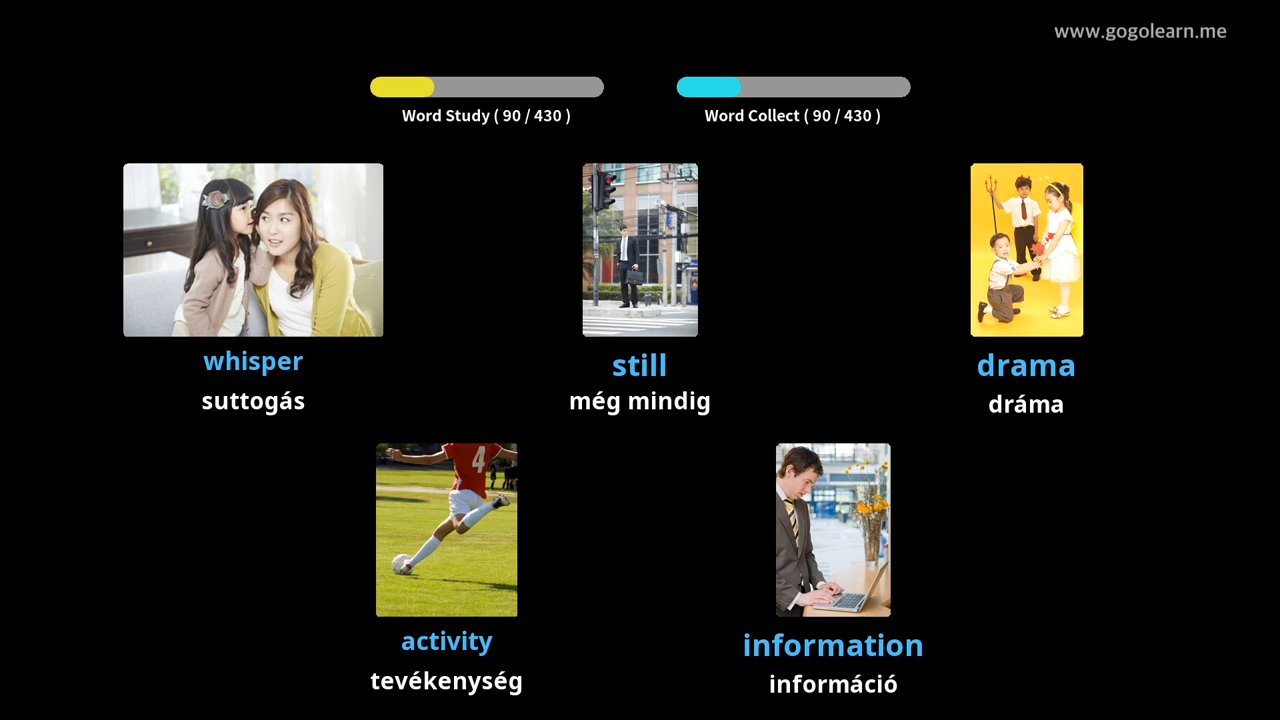 www.gogolearn.me
Word Study ( 90 / 430 )
Word Collect ( 90 / 430 )
whisper
suttogás
still
még mindig
drama
dráma
4
activity
tevékenység
information
információ